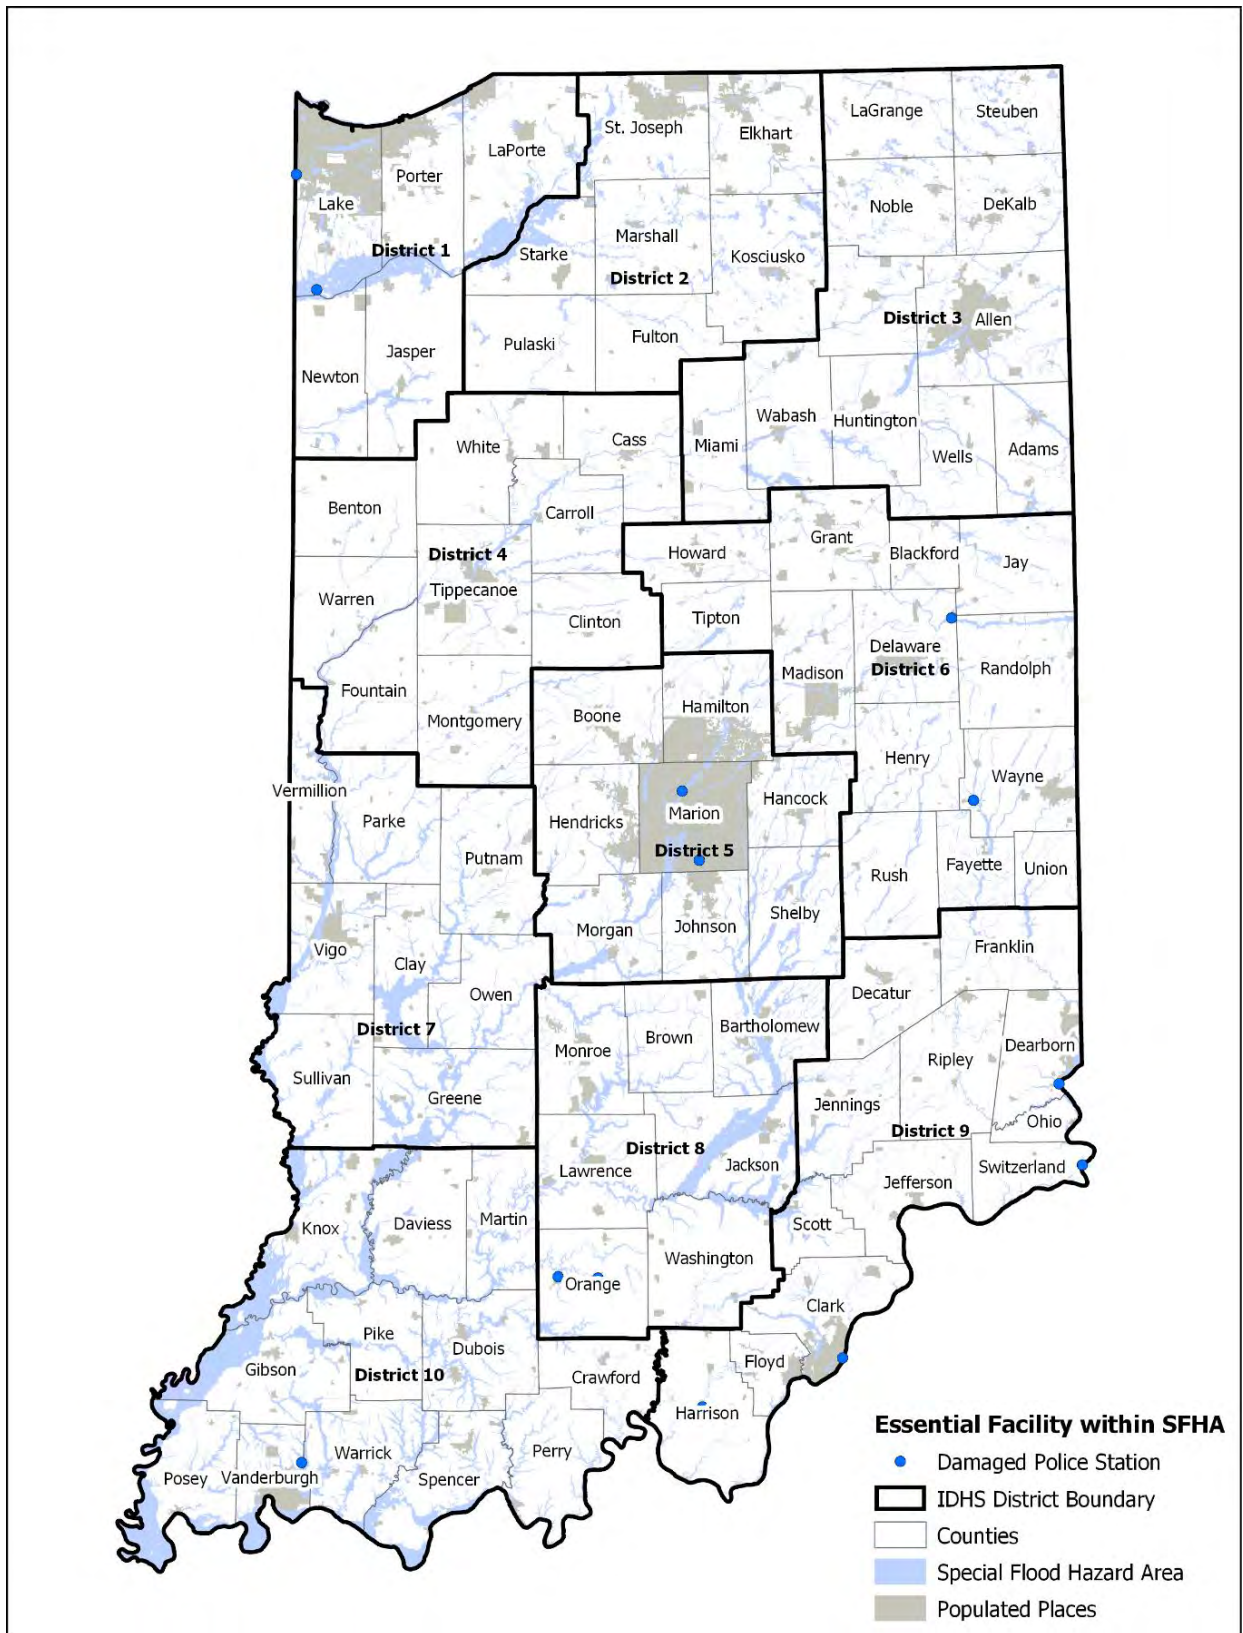 LaGrange
Steuben
St. Joseph
Elkhart
LaPorte
Porter
Lake
Noble
DeKalb
District 1
Starke
Marshall
District 2
Kosciusko
District 3
Allen
Pulaski
Fulton
Jasper
Newton
Miami
Wabash
Huntington
Wells
Adams
White
Cass
Benton
Carroll
District 4
Tippecanoe
Warren
Clinton
Fountain
Montgomery
Howard
Grant
Blackford
Jay
Tipton
Delaware
District 6
Madison
Randolph
Boone
Hamilton
Henry
Wayne
Vermillion
Parke
Putnam
Hendricks
Marion
Hancock
District 5
Rush
Fayette
Union
Vigo
Clay
Owen
Morgan
Johnson
Shelby
Franklin
Decatur
District 7
Sullivan
Greene
Monroe
Brown
Bartholomew
Ripley
Dearborn
Jennings
Ohio
District 9
District 8
Lawrence
Jackson
Switzerland
Jefferson
Knox
Daviess
Martin
Washington
Scott
Orange
Clark
Pike
Dubois
Gibson
District 10
Crawford
Floyd
Harrison
Posey
Vanderburgh
Warrick
Spencer
Perry
Essential Facility within SFHA
Damaged Police Station
IDHS District Boundary
Counties
Special Flood Hazard Area
Populated Places